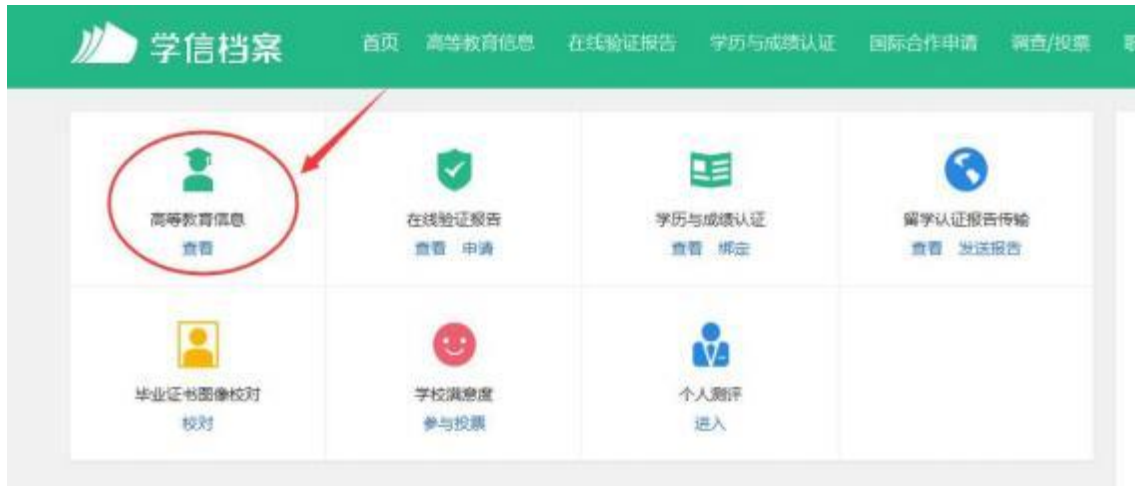 学信档案 首页 高等教育信息 在线验证报告 学历与成绩认证 国际合作申请 调查/投票
高等教育信息 在线验证报告 学历与成绩认证 留学认证报告传输
查看 查看 申请 查看 绑定 查看 发送报告
毕业证书图像校对 学校满意度 个人测评
校对 参与投票 进入